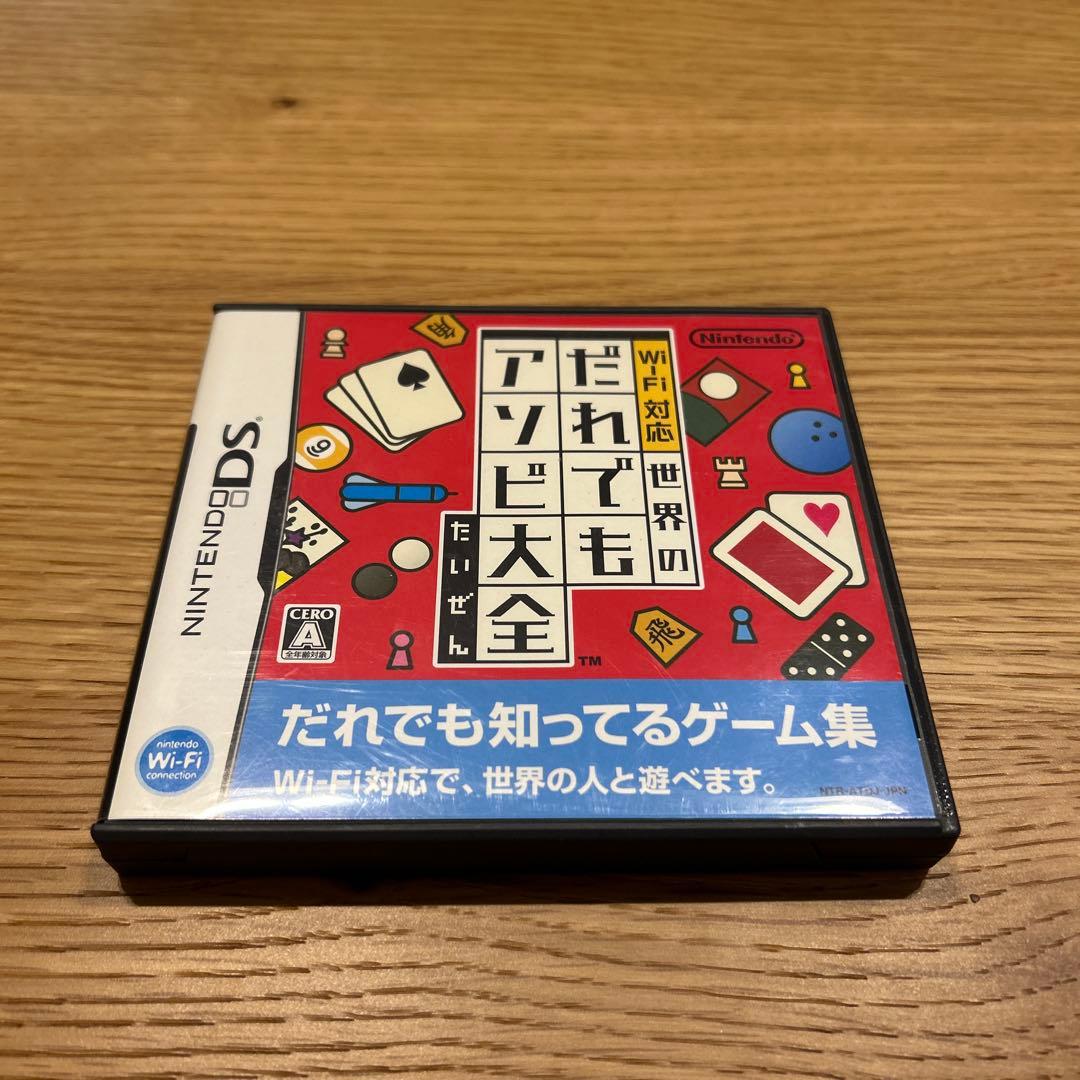 Nintendo
Wi-Fi対応
世界の
だれでも
アソビ大全
たいぜん
TM
角
9
飛
NINTENDO DS
CERO
A
全年齢対象
nintendo
Wi-Fi
connection
だれでも知ってるゲーム集
Wi-Fi対応で、世界の人と遊べます。